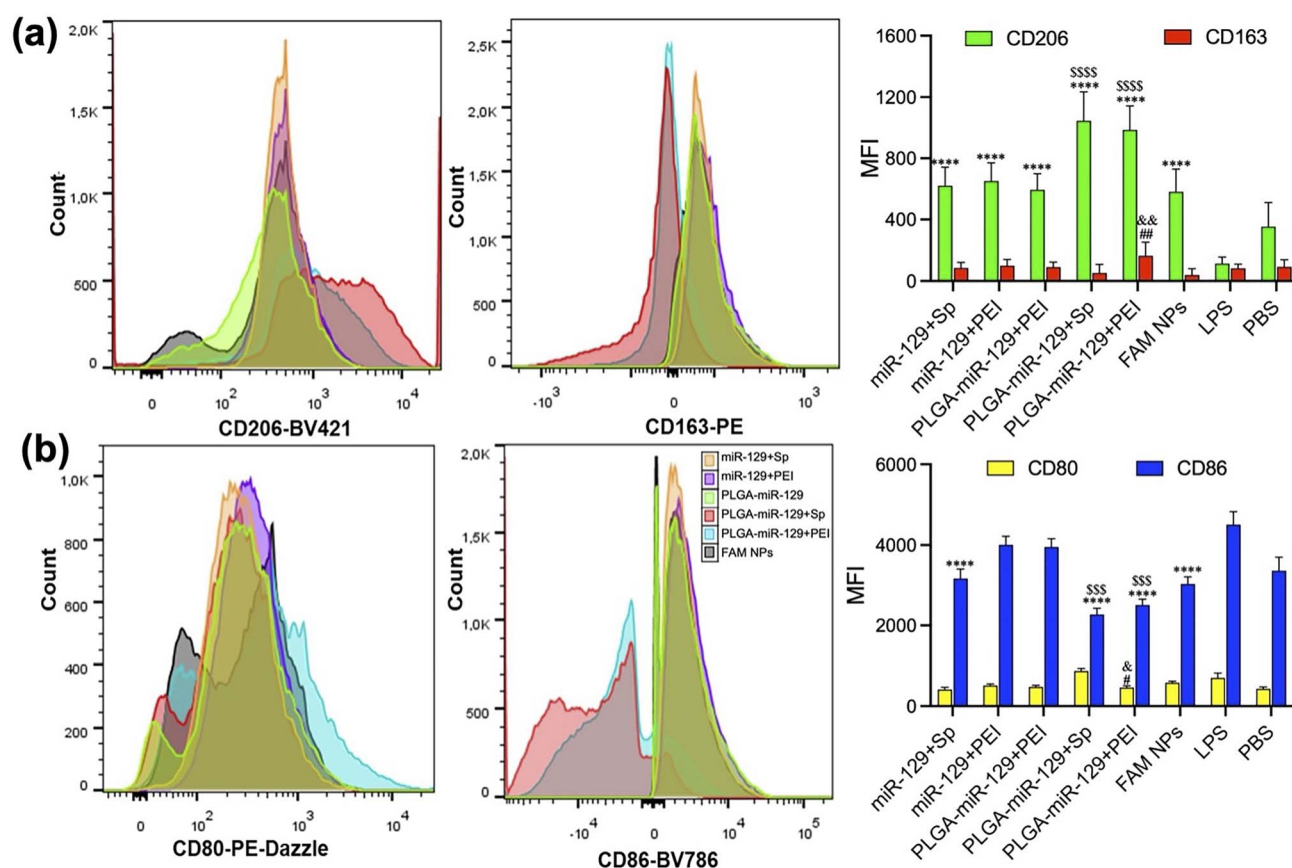 (a)
2,0K
1,5K
1,0K
500
0
Count
0
10²
10³
10⁴
CD206-BV421
2,5K
2,0K
1,5K
1,0K
500
0
Count
-10³
0
10³
CD163-PE
CD206
CD163
1600
1200
800
400
0
MFI
****
****
****
$$$$
****
$$$$
****
&&
##
****
miR-129+Sp
miR-129+PEI
PLGA-miR-129+PEI
PLGA-miR-129+Sp
PLGA-miR-129+PEI
FAM NPs
LPS
PBS
(b)
1,0K
800
600
400
200
0
Count
0
10²
10³
10⁴
CD80-PE-Dazzle
2,0K
1,5K
1,0K
500
0
Count
-10⁴
0
10⁴
10⁵
CD86-BV786
miR-129+Sp
miR-129+PEI
PLGA-miR-129
PLGA-miR-129+Sp
PLGA-miR-129+PEI
FAM NPs
CD80
CD86
6000
4000
2000
0
MFI
****
$$$
****
$$$
****
&
#
****
miR-129+Sp
miR-129+PEI
PLGA-miR-129+PEI
PLGA-miR-129+Sp
PLGA-miR-129+PEI
FAM NPs
LPS
PBS